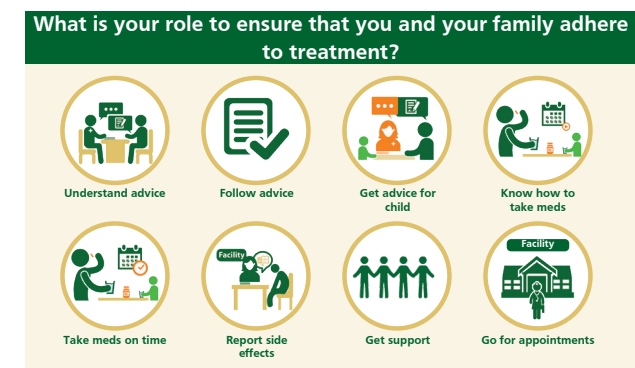 What is your role to ensure that you and your family adhere
to treatment?
Understand advice
Follow advice
Get advice for
child
Know how to
take meds
Take meds on time
Facility
Report side
effects
Get support
Facility
Go for appointments